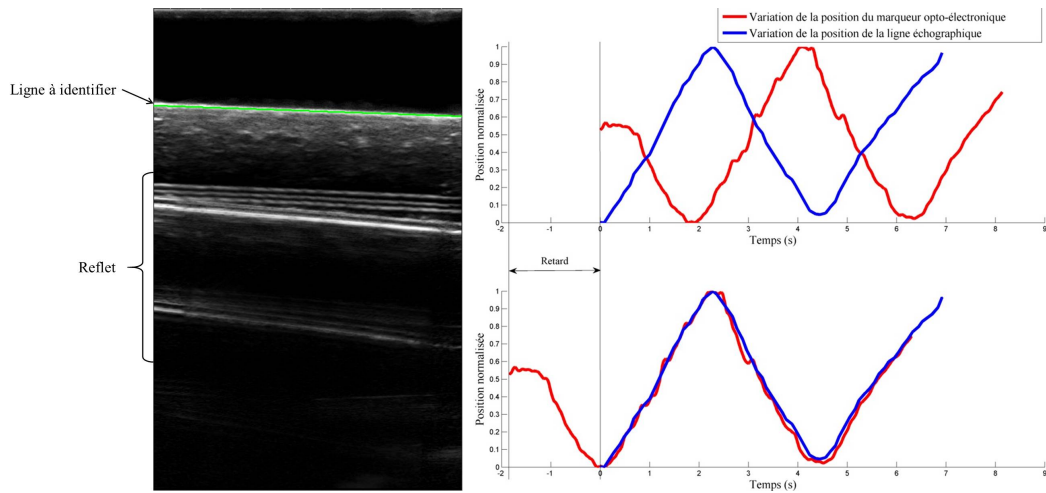 Ligne à identifier
Reflet
Variation de la position du marqueur opto-électronique
Variation de la position de la ligne échographique
Position normalisée
1
0.9
0.8
0.7
0.6
0.5
0.4
0.3
0.2
0.1
0
-2 -1 0 1 2 3 4 5 6 7 8 9
Temps (s)
Retard
Position normalisée
1
0.9
0.8
0.7
0.6
0.5
0.4
0.3
0.2
0.1
0
-2 -1 0 1 2 3 4 5 6 7 8 9
Temps (s)